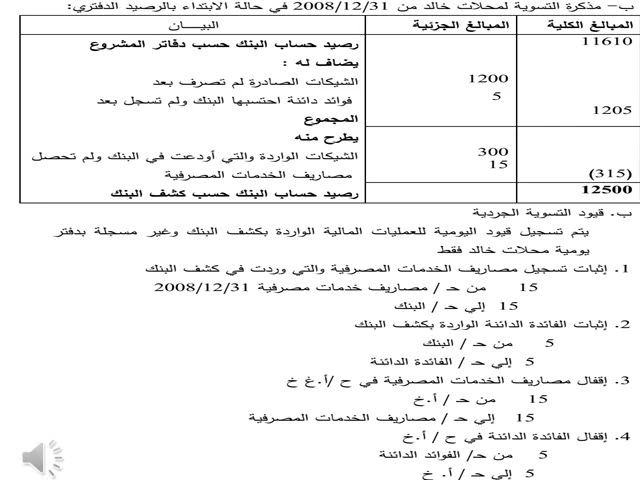 ب- مذكرة التسوية لمحلات خالد من 2008/12/31 في حالة الابتداء بالرصيد الدفتري:
المبالغ الكلية المبالغ الجزئية البيـــــان
11610 رصيد حساب البنك حسب دفاتر المشروع
يضاف له :
1200 الشيكات الصادرة لم تصرف بعد
5 فوائد دائنة احتسبها البنك ولم تسجل بعد
1205
المجموع
يطرح منه
300 الشيكات الواردة والتي أودعت في البنك ولم تحصل
(315) 15 مصاريف الخدمات المصرفية
12500 رصيد حساب البنك حسب كشف البنك
ب. قيود التسوية الجردية
يتم تسجيل قيود اليومية للعمليات المالية الواردة بكشف البنك وغير مسجلة بدفتر
يومية محلات خالد فقط
1. إثبات تسجيل مصاريف الخدمات المصرفية والتي وردت في كشف البنك
15 من حـ / مصاريف خدمات مصرفية 2008/12/31
15 إلي حـ / البنك
2. إثبات الفائدة الدائنة الواردة بكشف البنك
5 من حـ / البنك
5 إلي حـ / الفائدة الدائنة
3. إقفال مصاريف الخدمات المصرفية في ح /أ.غ خ
15 من حـ / أ.خ
15 إلي حـ / مصاريف الخدمات المصرفية
4. إقفال الفائدة الدائنة في ح / أ.خ
5 من حـ/ الفوائد الدائنة
5 إلي حـ / أ. خ